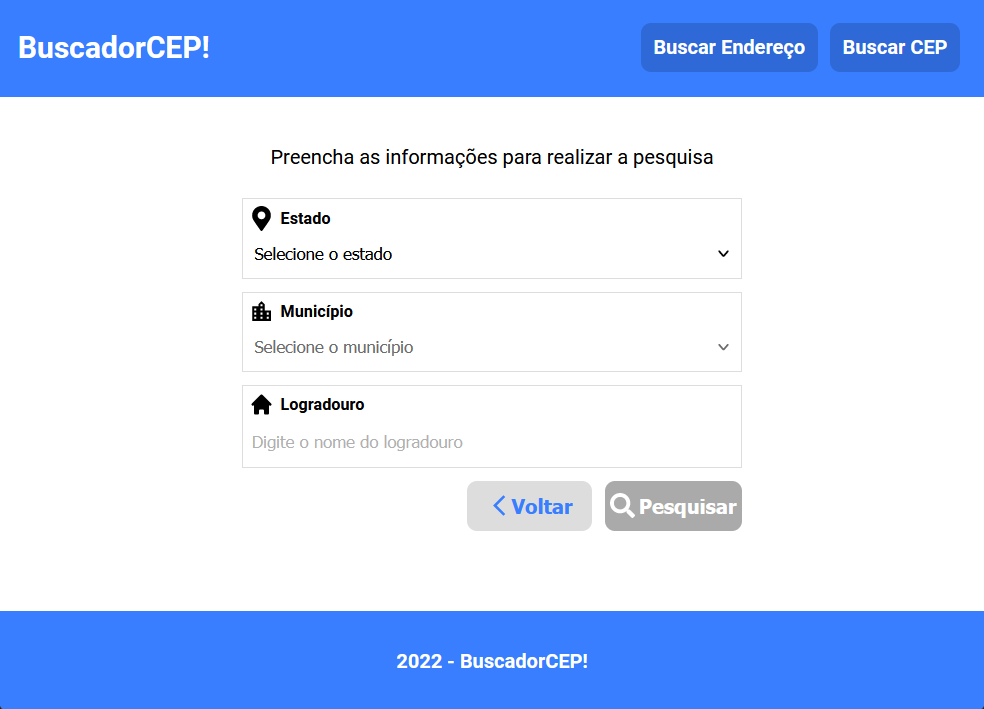 BuscadorCEP!
Buscar Endereço
Buscar CEP
Preencha as informações para realizar a pesquisa
Estado
Selecione o estado
Município
Selecione o município
Logradouro
Digite o nome do logradouro
Voltar
Pesquisar
2022 - BuscadorCEP!